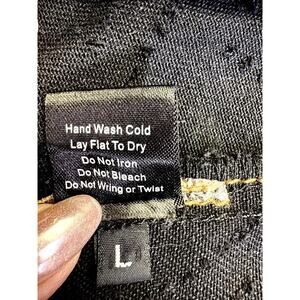 Hand Wash Cold
Lay Flat To Dry
Do Not Iron
Do Not Bleach
Do Not Wring or Twist
L